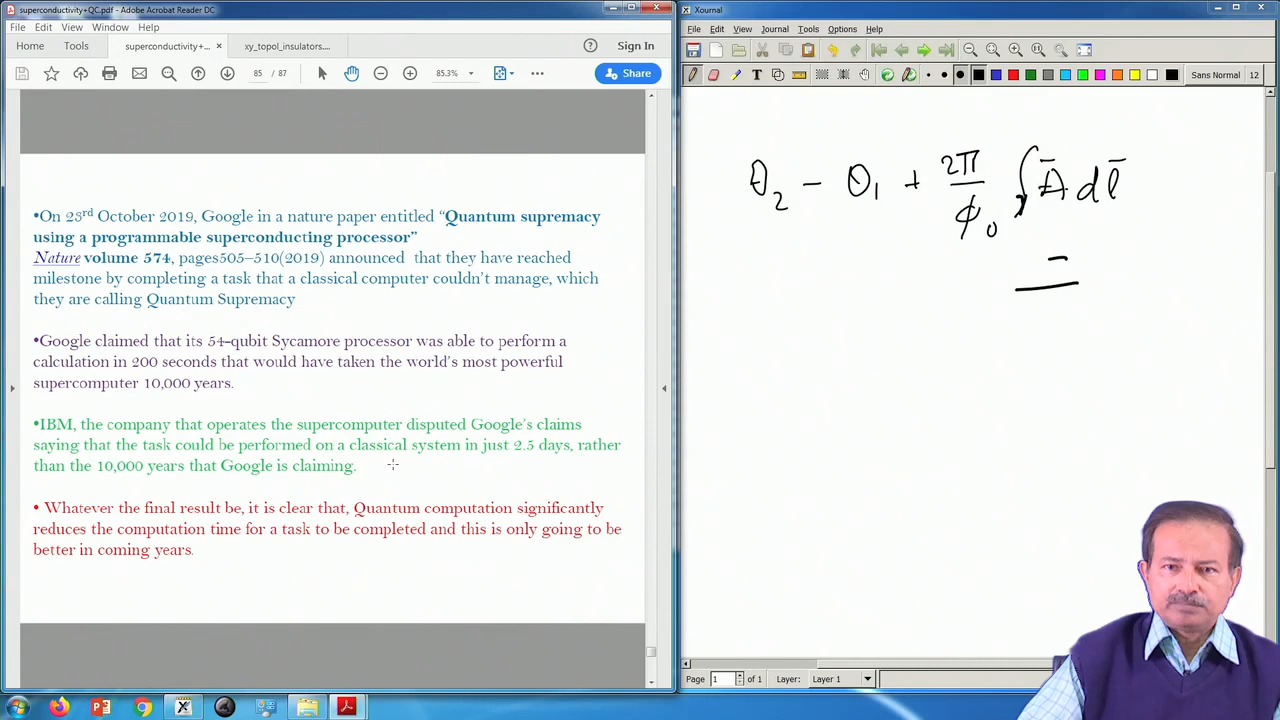 superconductivity+QC.pdf - Adobe Acrobat Reader DC
File Edit View Window Help
Home Tools superconductivity+... × xy_topol_insulators.... Sign In
85 / 87 85.3% Share
•On 23rd October 2019, Google in a nature paper entitled “Quantum supremacy
using a programmable superconducting processor”
Nature volume 574, pages505–510(2019) announced that they have reached
milestone by completing a task that a classical computer couldn’t manage, which
they are calling Quantum Supremacy
•Google claimed that its 54-qubit Sycamore processor was able to perform a
calculation in 200 seconds that would have taken the world’s most powerful
supercomputer 10,000 years.
•IBM, the company that operates the supercomputer disputed Google’s claims
saying that the task could be performed on a classical system in just 2.5 days, rather
than the 10,000 years that Google is claiming.
• Whatever the final result be, it is clear that, Quantum computation significantly
reduces the computation time for a task to be completed and this is only going to be
better in coming years.
Xournal
File Edit View Journal Tools Options Help
Sans Normal 12
θ₂ − θ₁ + 2π/ϕ₀ ∫ Ā dl̄
Page 1 of 1 Layer: Layer 1